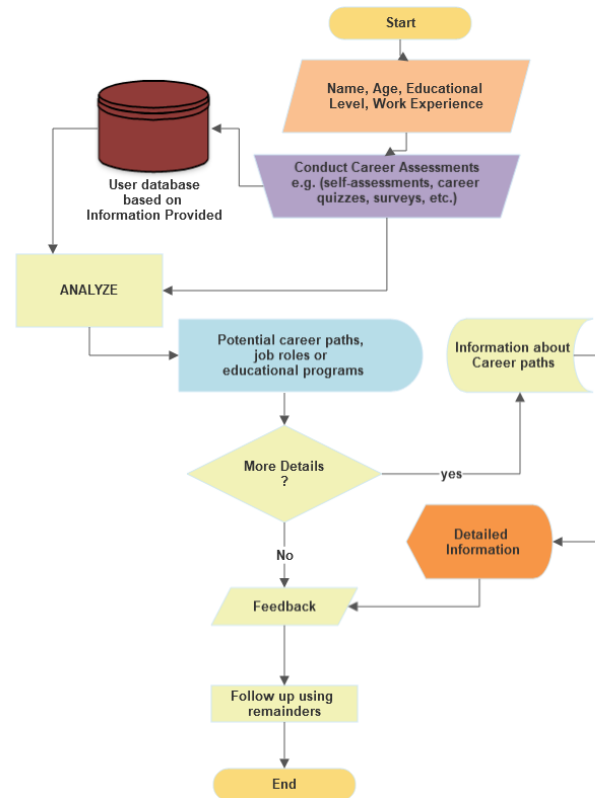 Start
Name, Age, Educational
Level, Work Experience
Conduct Career Assessments
e.g. (self-assessments, career
quizzes, surveys, etc.)
User database
based on
Information Provided
ANALYZE
Potential career paths,
job roles or
educational programs
Information about
Career paths
More Details
?
yes
No
Detailed
Information
Feedback
Follow up using
remainders
End